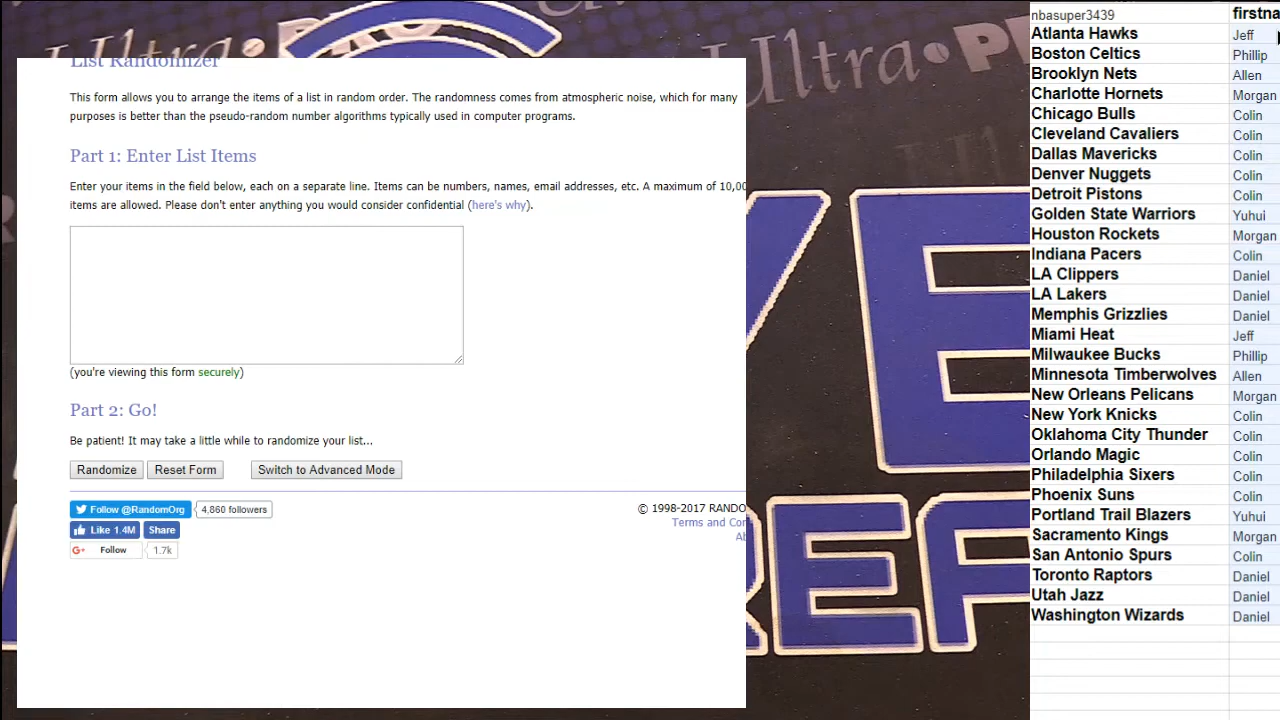 Ultra PRO
Ultra PR
List Randomizer
This form allows you to arrange the items of a list in random order. The randomness comes from atmospheric noise, which for many
purposes is better than the pseudo-random number algorithms typically used in computer programs.
Part 1: Enter List Items
Enter your items in the field below, each on a separate line. Items can be numbers, names, email addresses, etc. A maximum of 10,00
items are allowed. Please don't enter anything you would consider confidential (here's why).
(you're viewing this form securely)
Part 2: Go!
Be patient! It may take a little while to randomize your list...
Randomize Reset Form Switch to Advanced Mode
Follow @RandomOrg 4,860 followers
Like 1.4M Share
G+ Follow 1.7k
© 1998-2017 RANDO
Terms and Con
Ab
nbasuper3439 firstna
Atlanta Hawks Jeff
Boston Celtics Phillip
Brooklyn Nets Allen
Charlotte Hornets Morgan
Chicago Bulls Colin
Cleveland Cavaliers Colin
Dallas Mavericks Colin
Denver Nuggets Colin
Detroit Pistons Colin
Golden State Warriors Yuhui
Houston Rockets Morgan
Indiana Pacers Colin
LA Clippers Daniel
LA Lakers Daniel
Memphis Grizzlies Daniel
Miami Heat Jeff
Milwaukee Bucks Phillip
Minnesota Timberwolves Allen
New Orleans Pelicans Morgan
New York Knicks Colin
Oklahoma City Thunder Colin
Orlando Magic Colin
Philadelphia Sixers Colin
Phoenix Suns Colin
Portland Trail Blazers Yuhui
Sacramento Kings Morgan
San Antonio Spurs Colin
Toronto Raptors Daniel
Utah Jazz Daniel
Washington Wizards Daniel